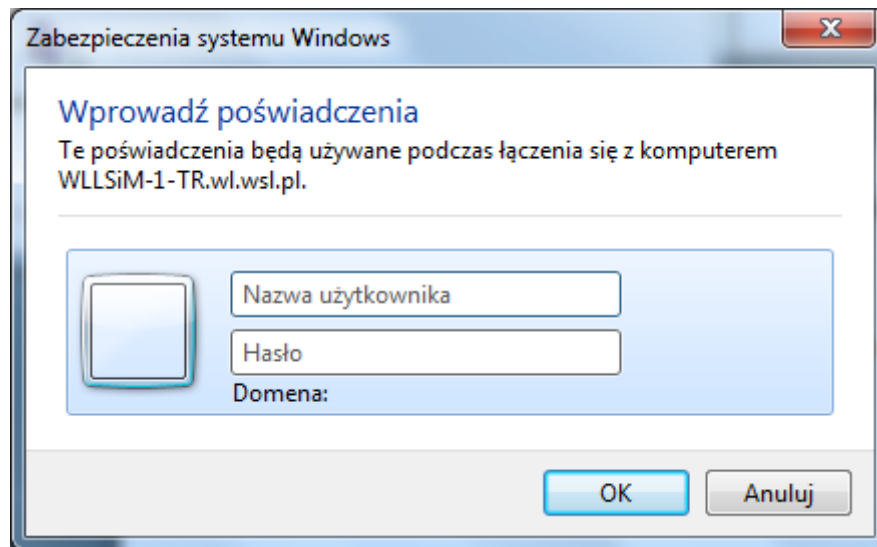 Zabezpieczenia systemu Windows
Wprowadź poświadczenia
Te poświadczenia będą używane podczas łączenia się z komputerem
WLLSiM-1-TR.wl.wsl.pl.
Nazwa użytkownika
Hasło
Domena:
OK
Anuluj